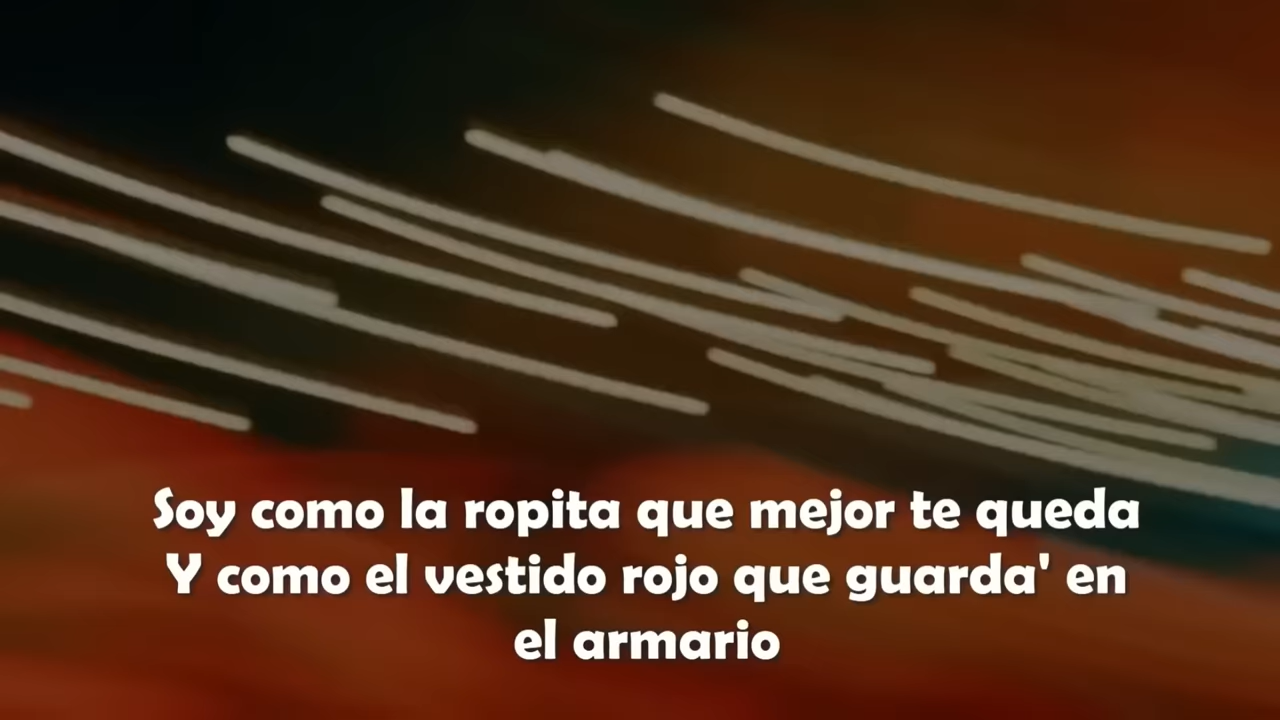 Soy como la ropita que mejor te queda
Y como el vestido rojo que guarda' en
el armario